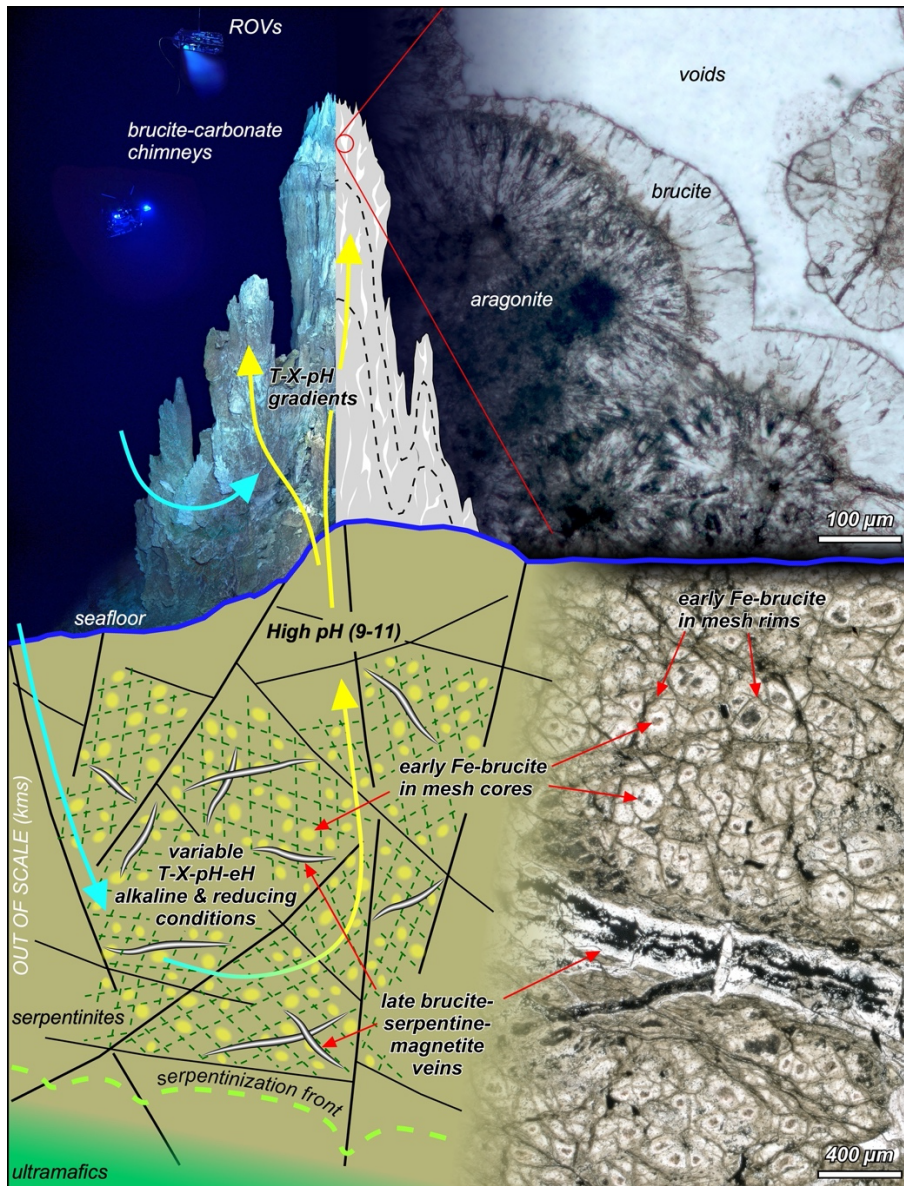 ROVs
brucite-carbonate
chimneys
voids
brucite
aragonite
T-X-pH
gradients
100 µm
seafloor
High pH (9-11)
early Fe-brucite
in mesh rims
early Fe-brucite
in mesh cores
OUT OF SCALE (kms)
variable
T-X-pH-eH
alkaline & reducing
conditions
late brucite-
serpentine-
magnetite
veins
serpentinites
serpentinization front
ultramafics
400 µm